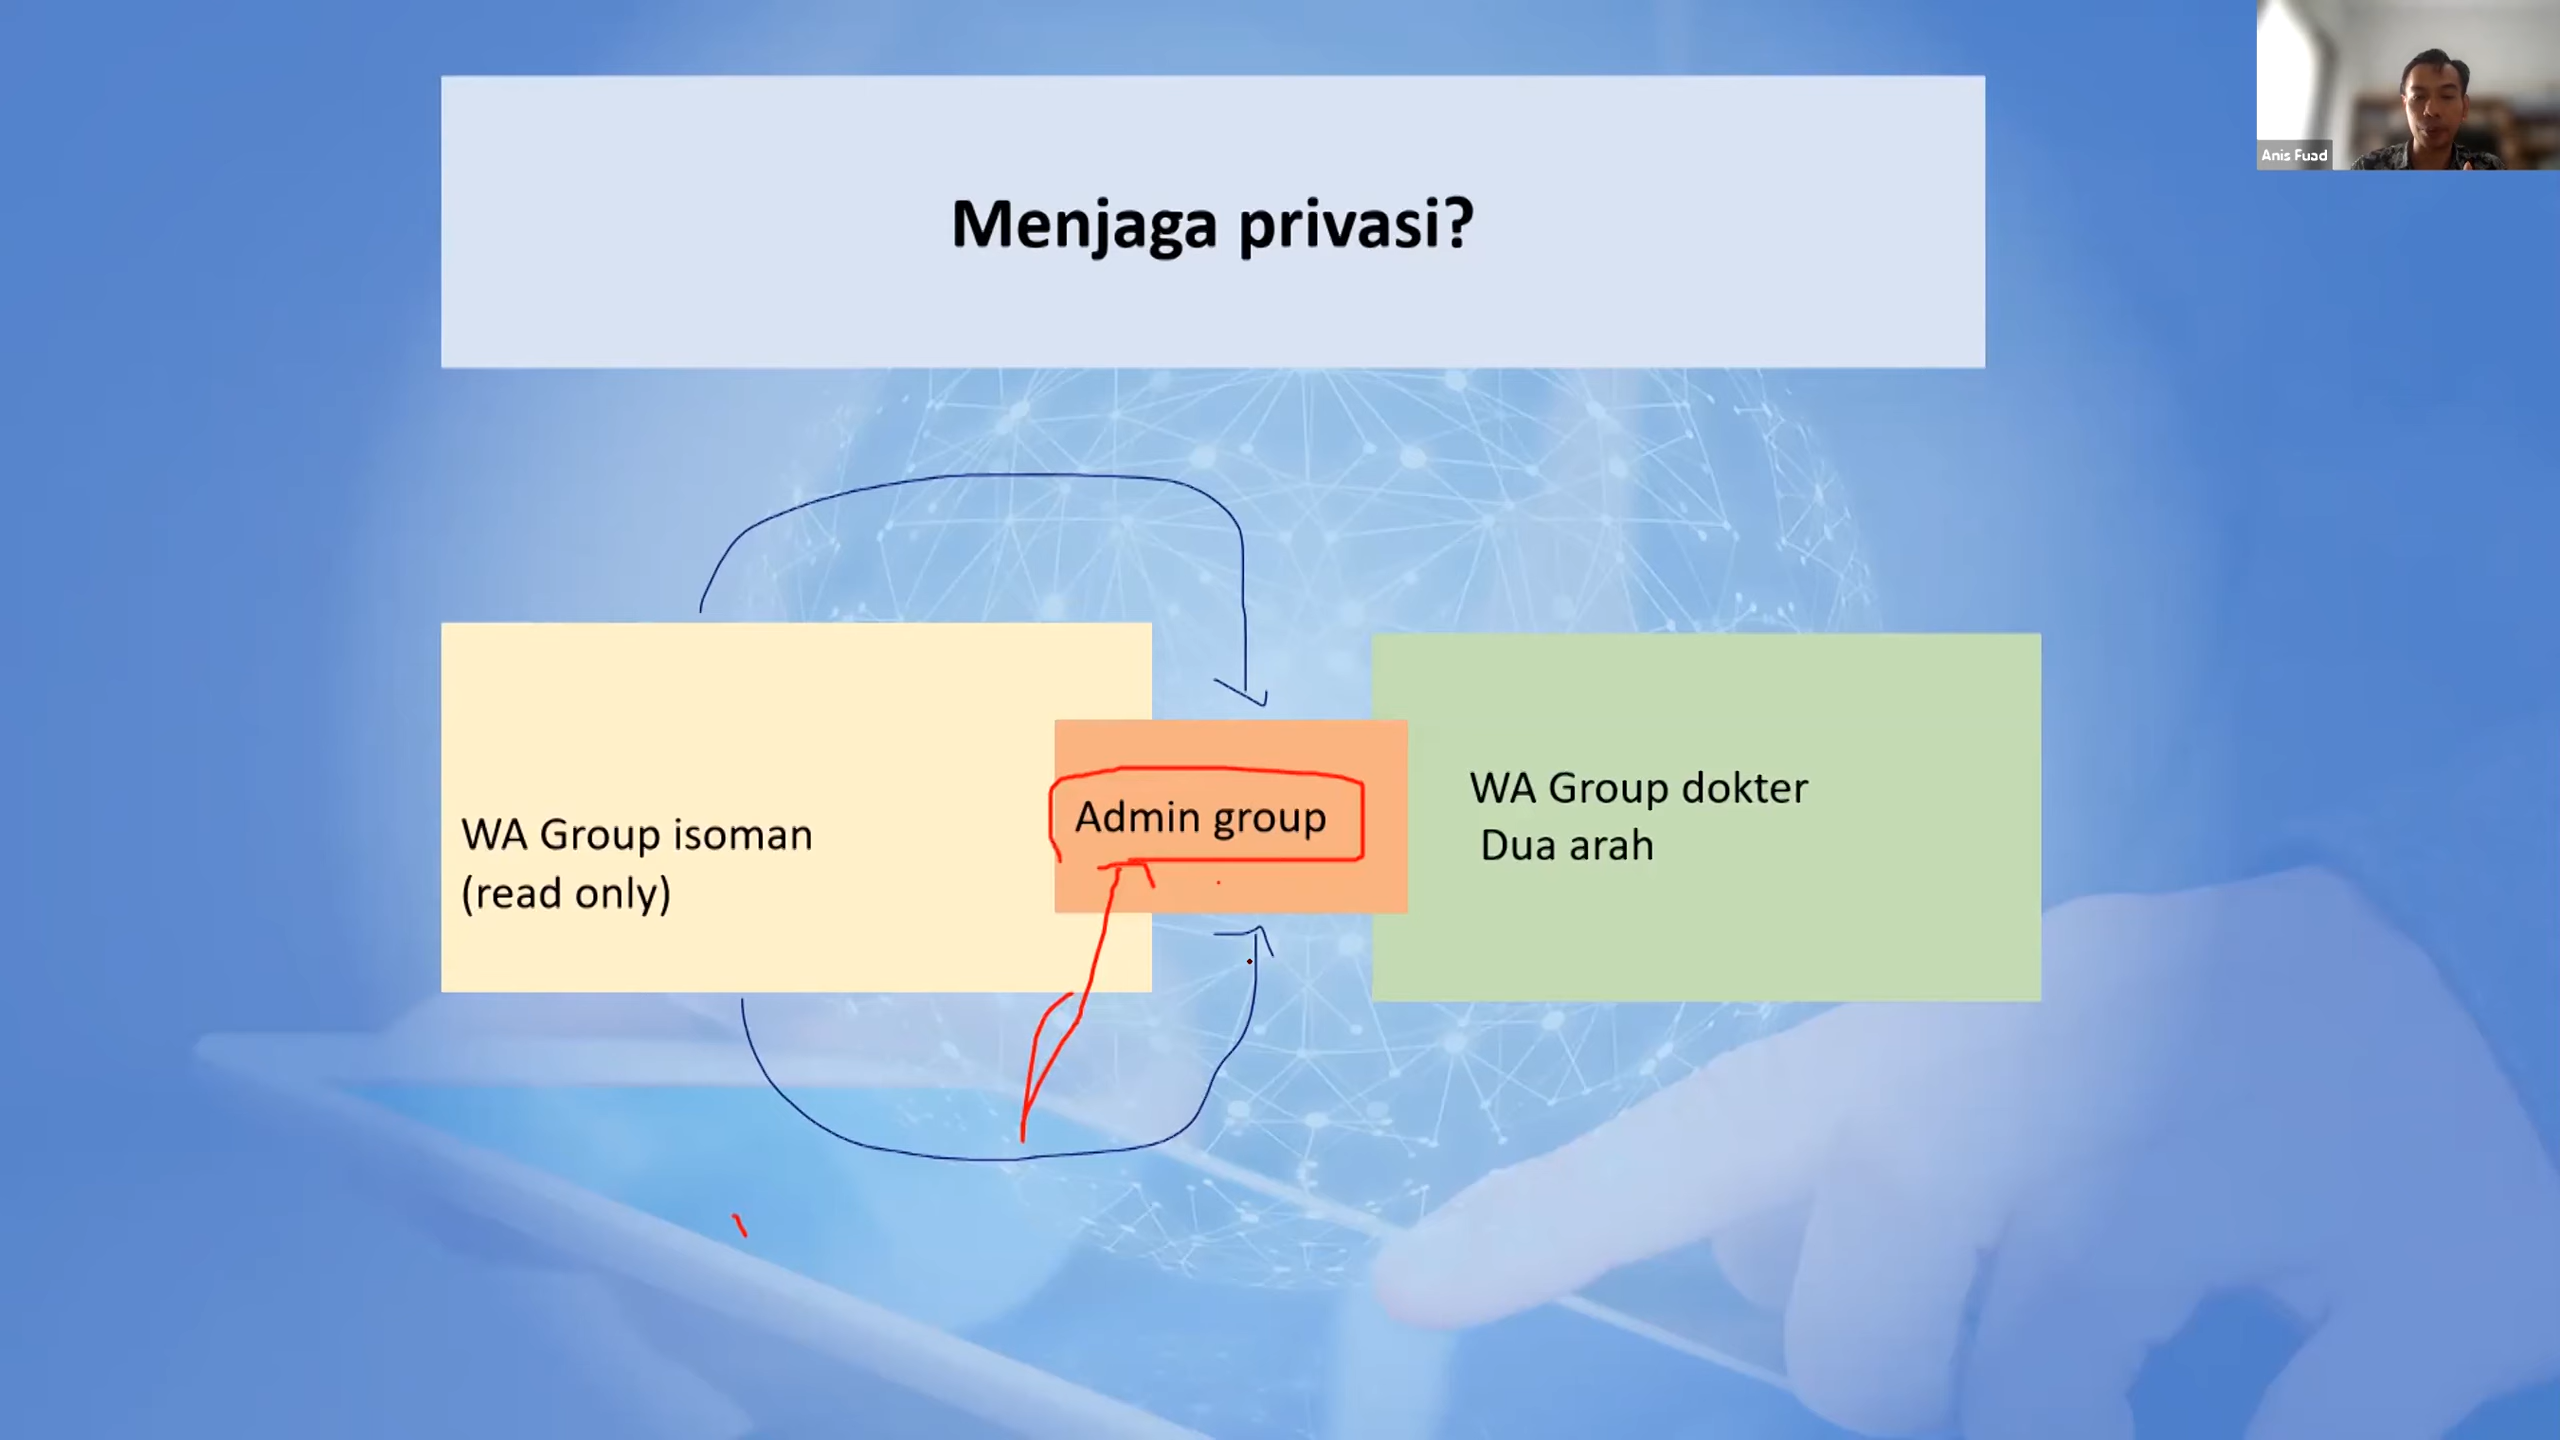 Anis Fuad
Menjaga privasi?
WA Group isoman
(read only)
Admin group
WA Group dokter
Dua arah